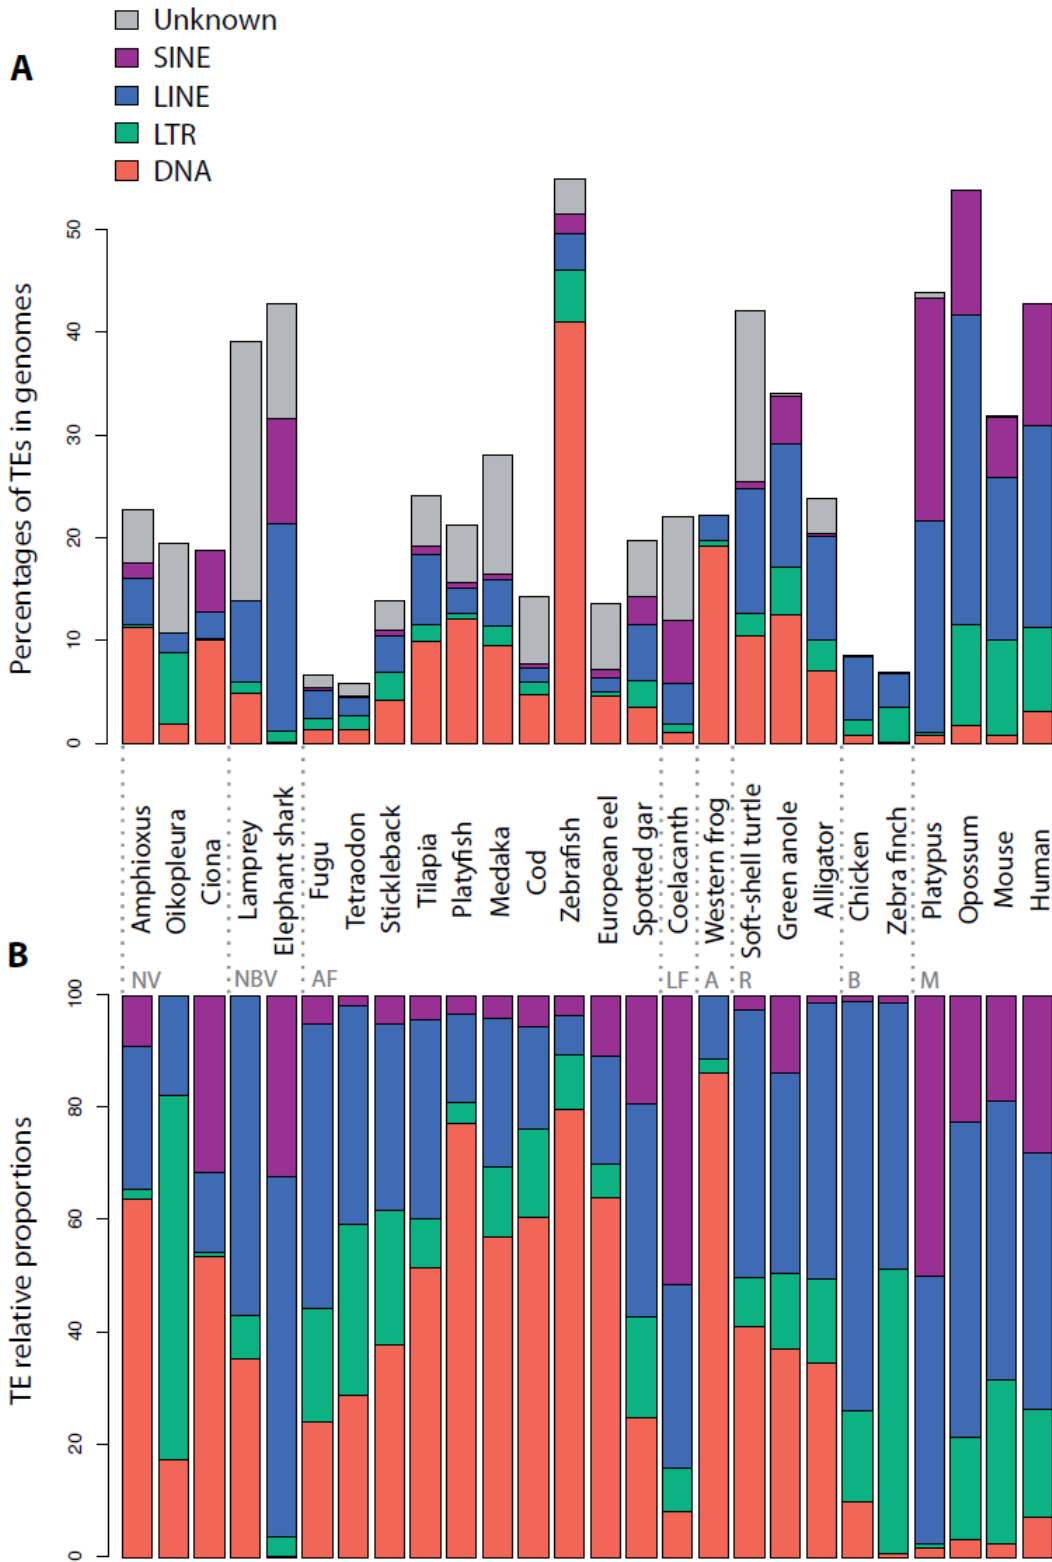 Unknown
A
SINE
LINE
LTR
DNA
Percentages of TEs in genomes
50
40
30
20
10
0
Amphioxus
Oikopleura
Ciona
Lamprey
Elephant shark
Fugu
Tetraodon
Stickleback
Tilapia
Platyfish
Medaka
Cod
Zebrafish
European eel
Spotted gar
Coelacanth
Western frog
Soft-shell turtle
Green anole
Alligator
Chicken
Zebra finch
Platypus
Opossum
Mouse
Human
B
NV NBV AF LF A R B M
TE relative proportions
100
80
60
40
20
0